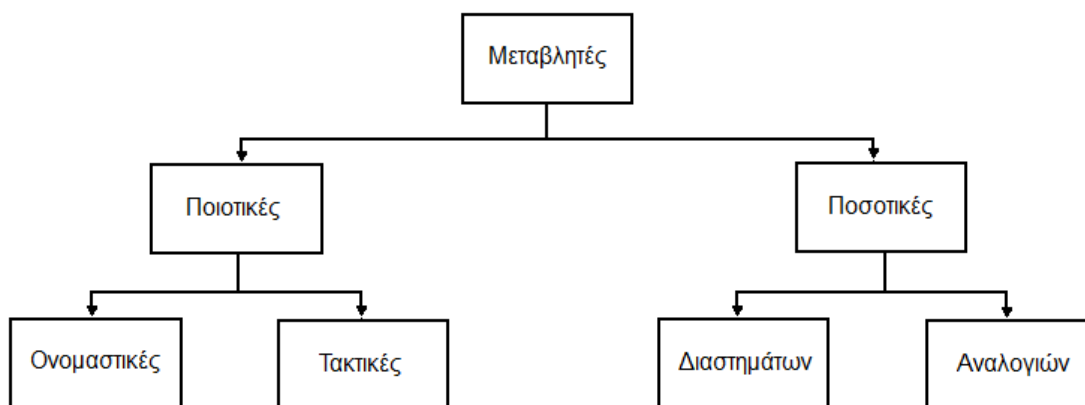 Μεταβλητές
Ποιοτικές
Ποσοτικές
Ονομαστικές
Τακτικές
Διαστημάτων
Αναλογιών